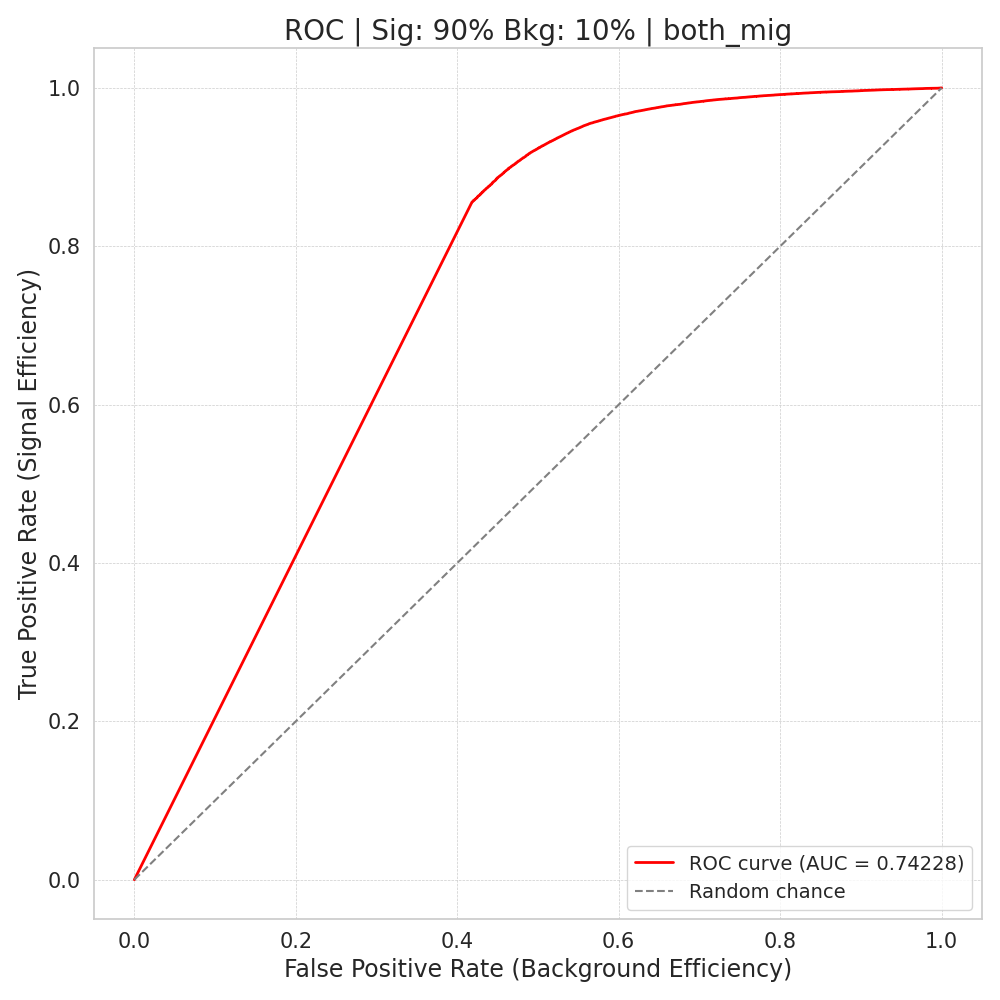 ROC | Sig: 90% Bkg: 10% | both_mig
True Positive Rate (Signal Efficiency)
1.0
0.8
0.6
0.4
0.2
0.0
ROC curve (AUC = 0.74228)
Random chance
0.0 0.2 0.4 0.6 0.8 1.0
False Positive Rate (Background Efficiency)